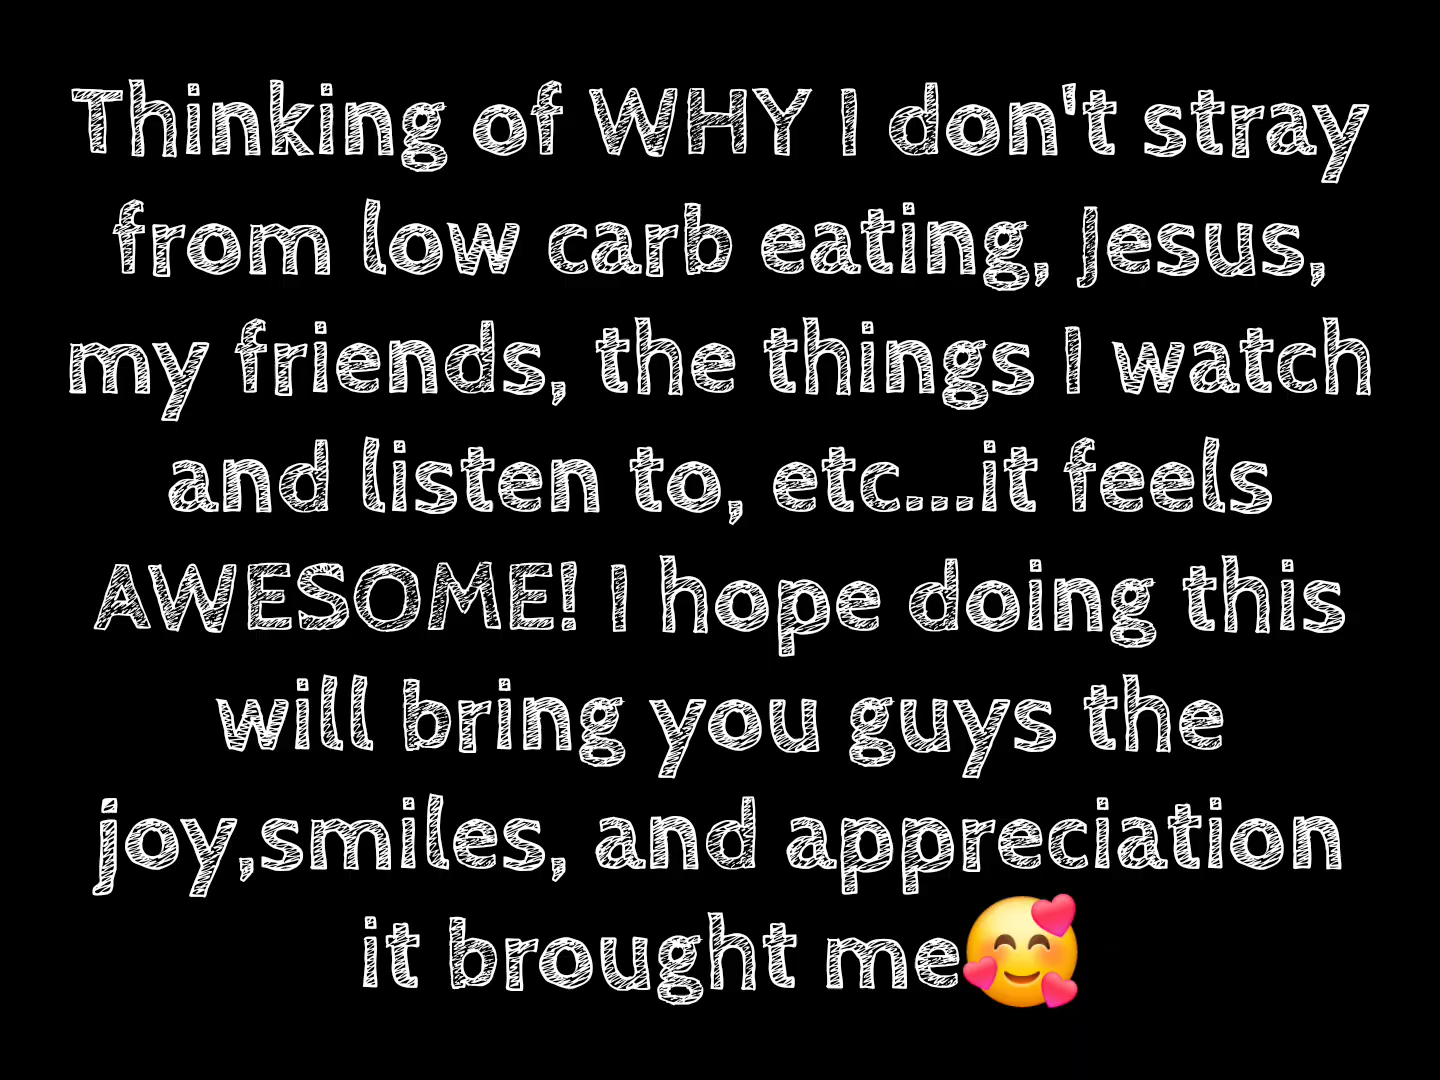 Thinking of WHY I don't stray
from low carb eating, Jesus,
my friends, the things I watch
and listen to, etc...it feels
AWESOME! I hope doing this
will bring you guys the
joy,smiles, and appreciation
it brought me🥰